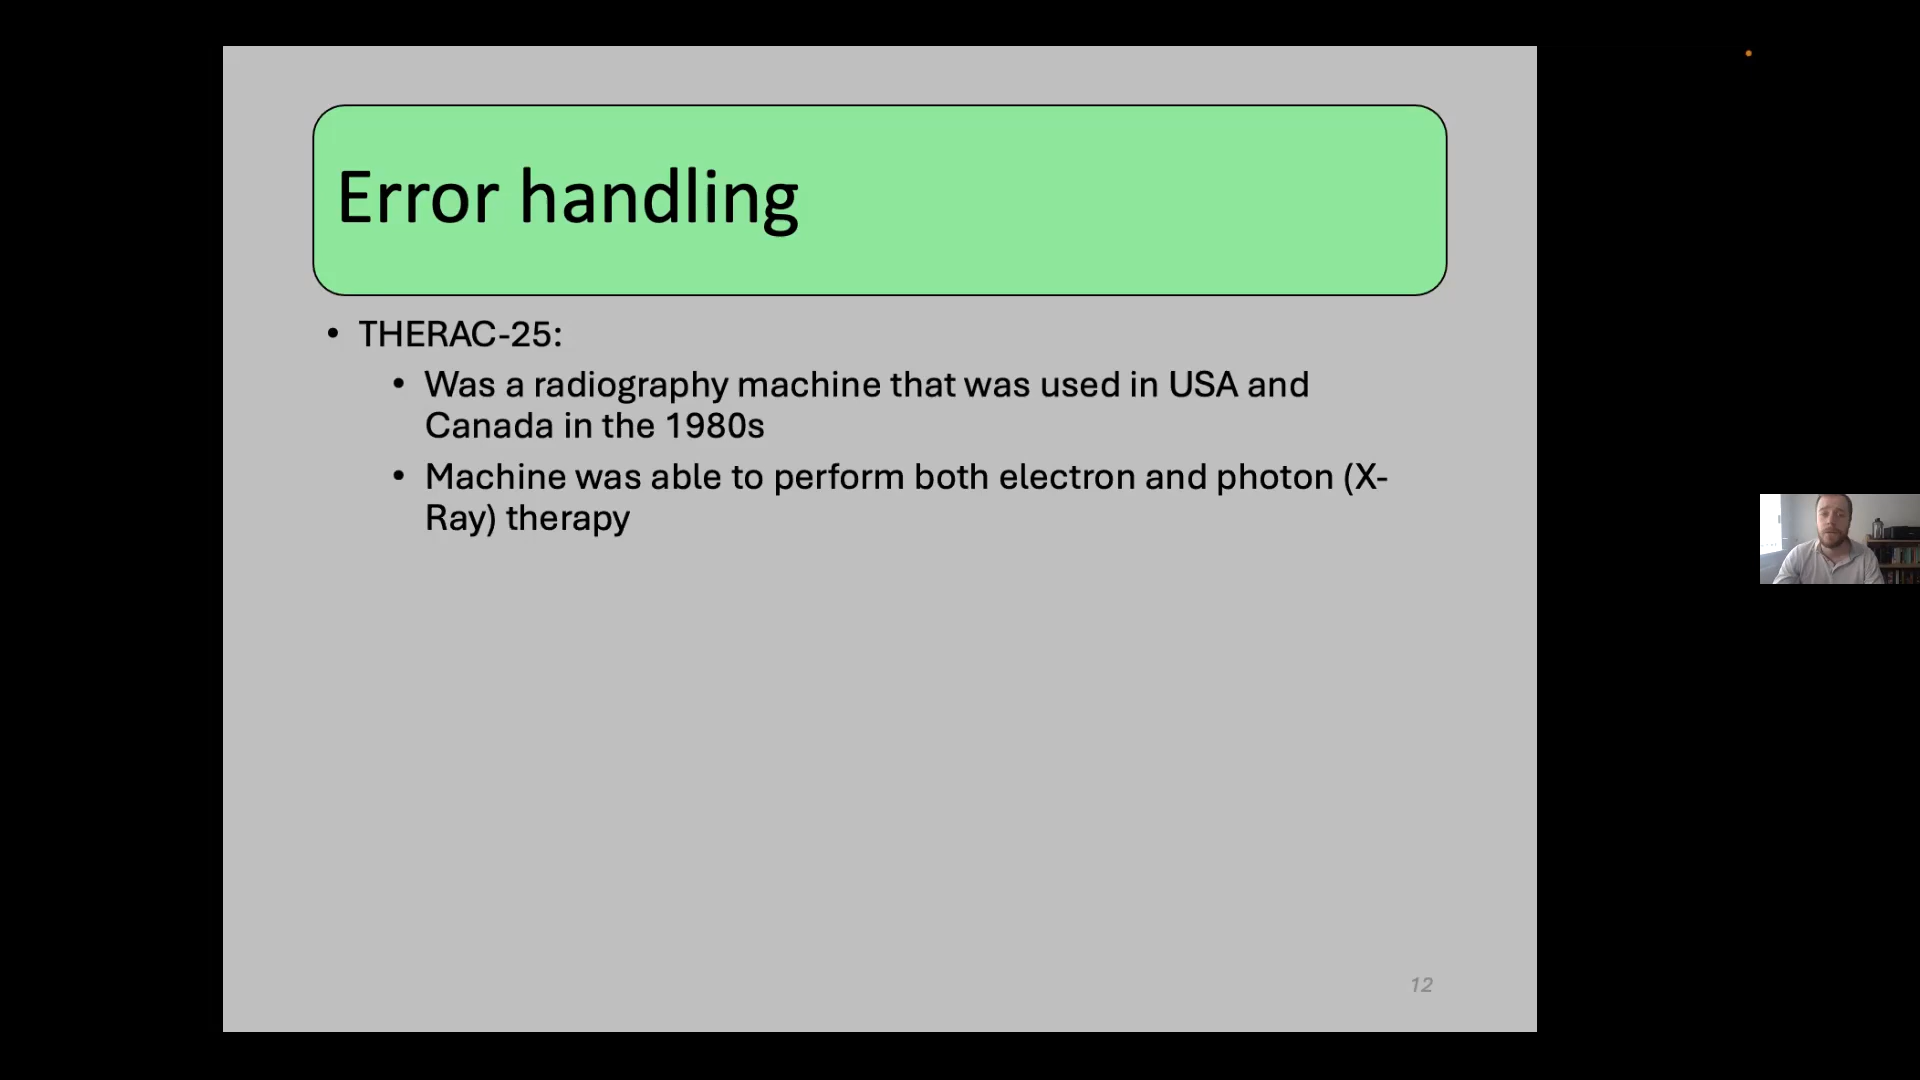 Error handling
• THERAC-25:
• Was a radiography machine that was used in USA and
Canada in the 1980s
• Machine was able to perform both electron and photon (X-
Ray) therapy
12